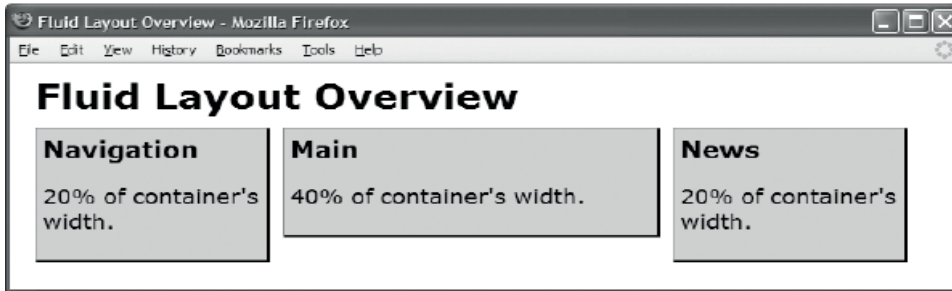 Fluid Layout Overview - Mozilla Firefox
File Edit View History Bookmarks Tools Help
Fluid Layout Overview
Navigation
20% of container's
width.
Main
40% of container's width.
News
20% of container's
width.